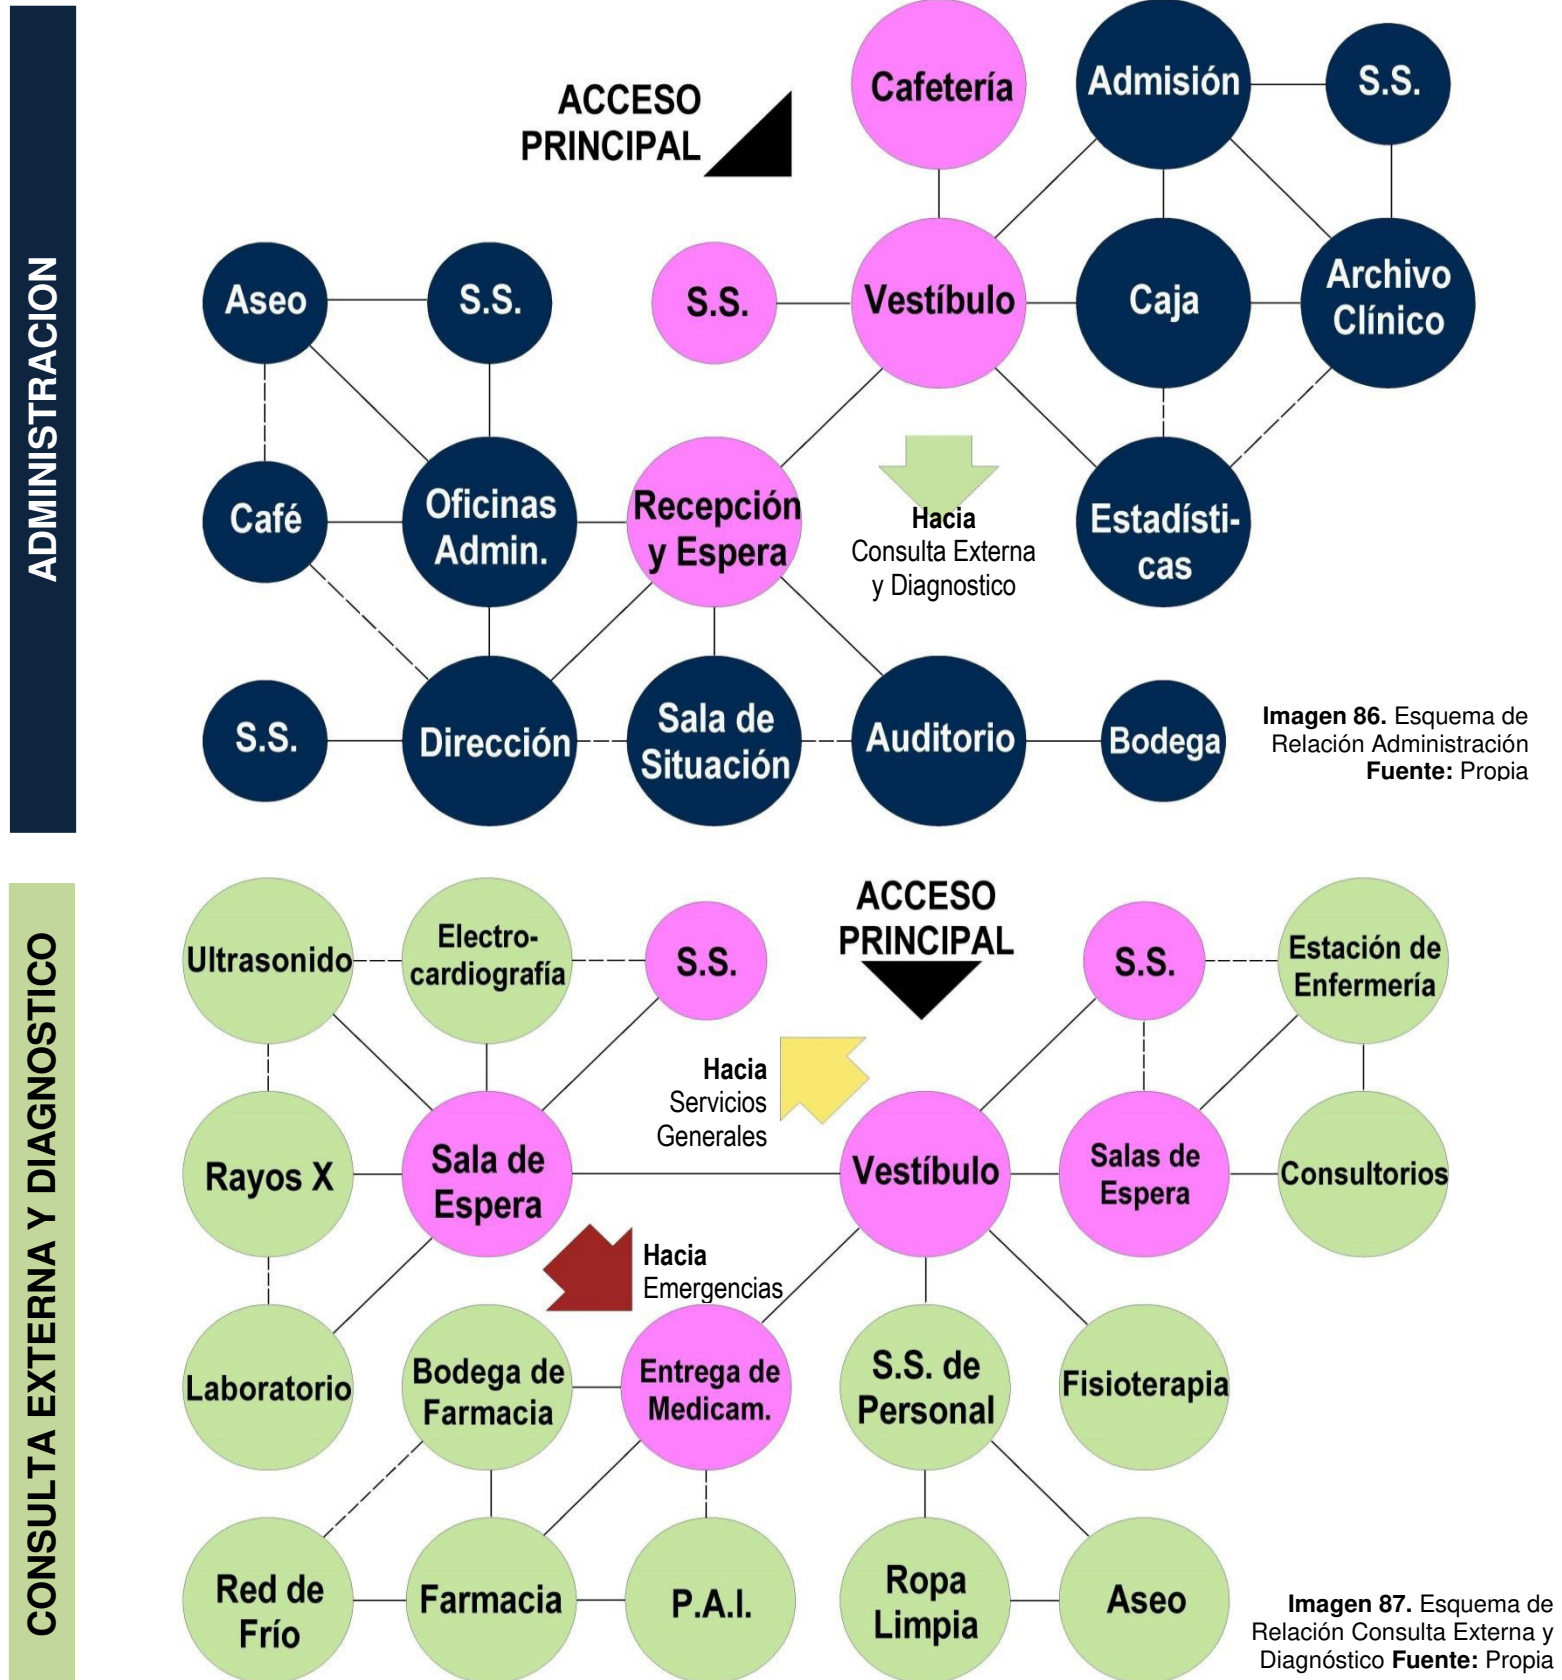 ADMINISTRACION
ACCESO
PRINCIPAL
Cafetería
Admisión
S.S.
Aseo
S.S.
S.S.
Vestíbulo
Caja
Archivo
Clínico
Café
Oficinas
Admin.
Recepción
y Espera
Hacia
Consulta Externa
y Diagnostico
Estadísti-
cas
S.S.
Dirección
Sala de
Situación
Auditorio
Bodega
Imagen 86. Esquema de
Relación Administración
Fuente: Propia
CONSULTA EXTERNA Y DIAGNOSTICO
Ultrasonido
Electro-
cardiografía
S.S.
ACCESO
PRINCIPAL
S.S.
Estación de
Enfermería
Hacia
Servicios
Generales
Rayos X
Sala de
Espera
Vestíbulo
Salas de
Espera
Consultorios
Hacia
Emergencias
Laboratorio
Bodega de
Farmacia
Entrega de
Medicam.
S.S. de
Personal
Fisioterapia
Red de
Frío
Farmacia
P.A.I.
Ropa
Limpia
Aseo
Imagen 87. Esquema de
Relación Consulta Externa y
Diagnóstico Fuente: Propia